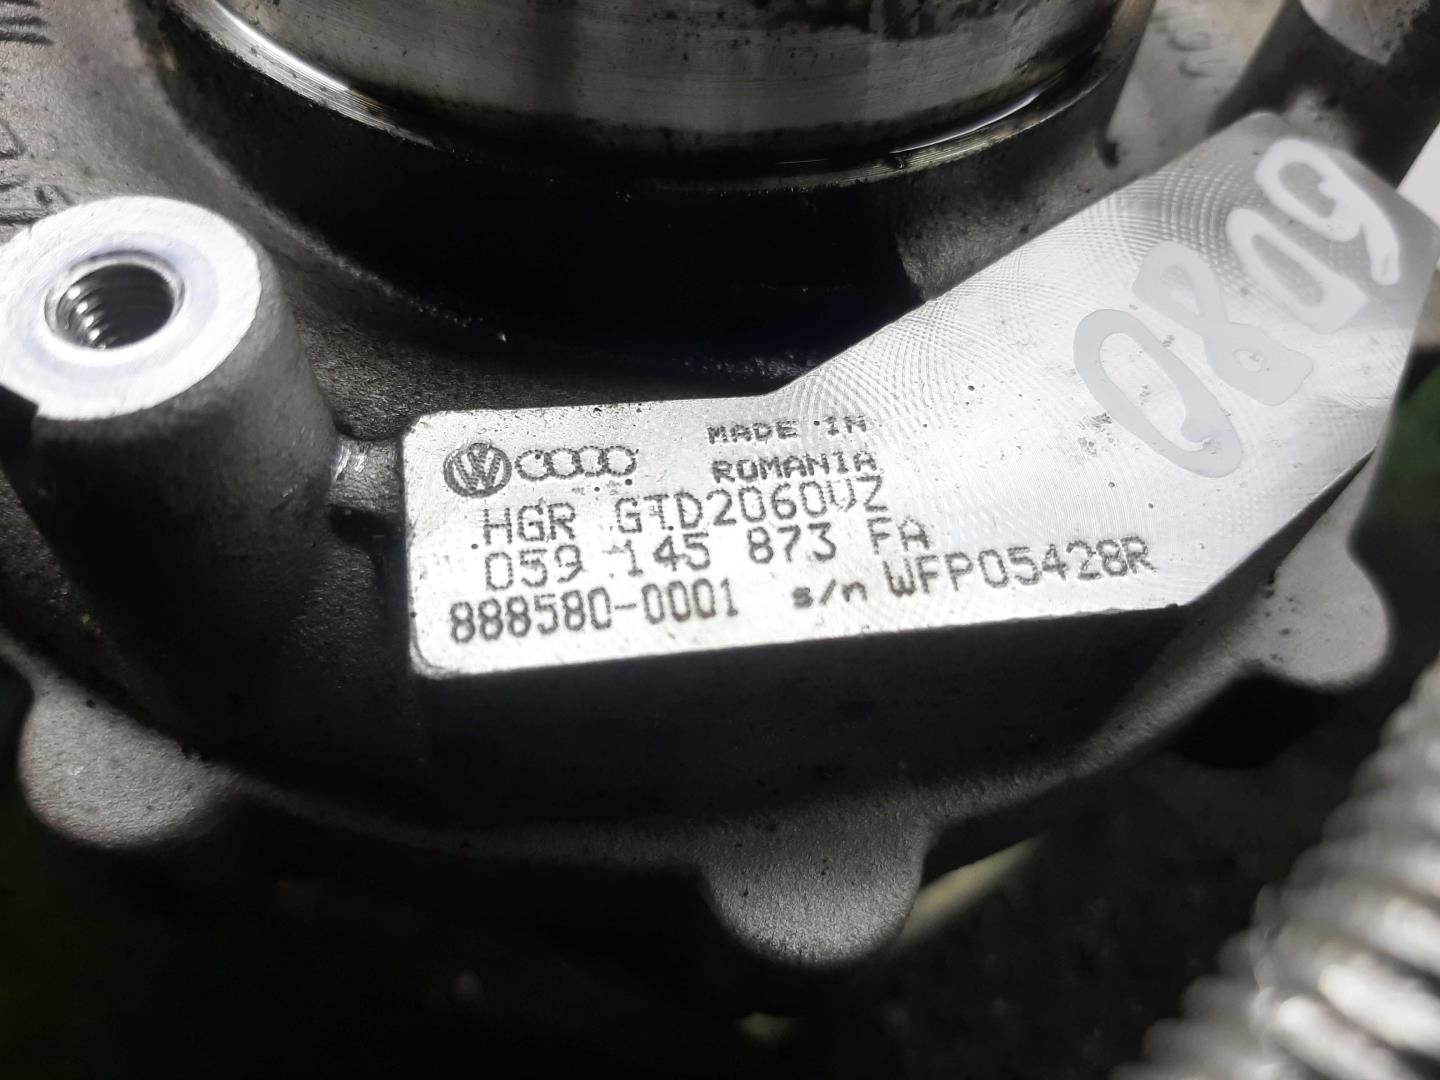 MADE IN
ROMANIA
HGR GTD2060VZ
059 145 873 FA
888580-0001 s/n WFP05428R
0809